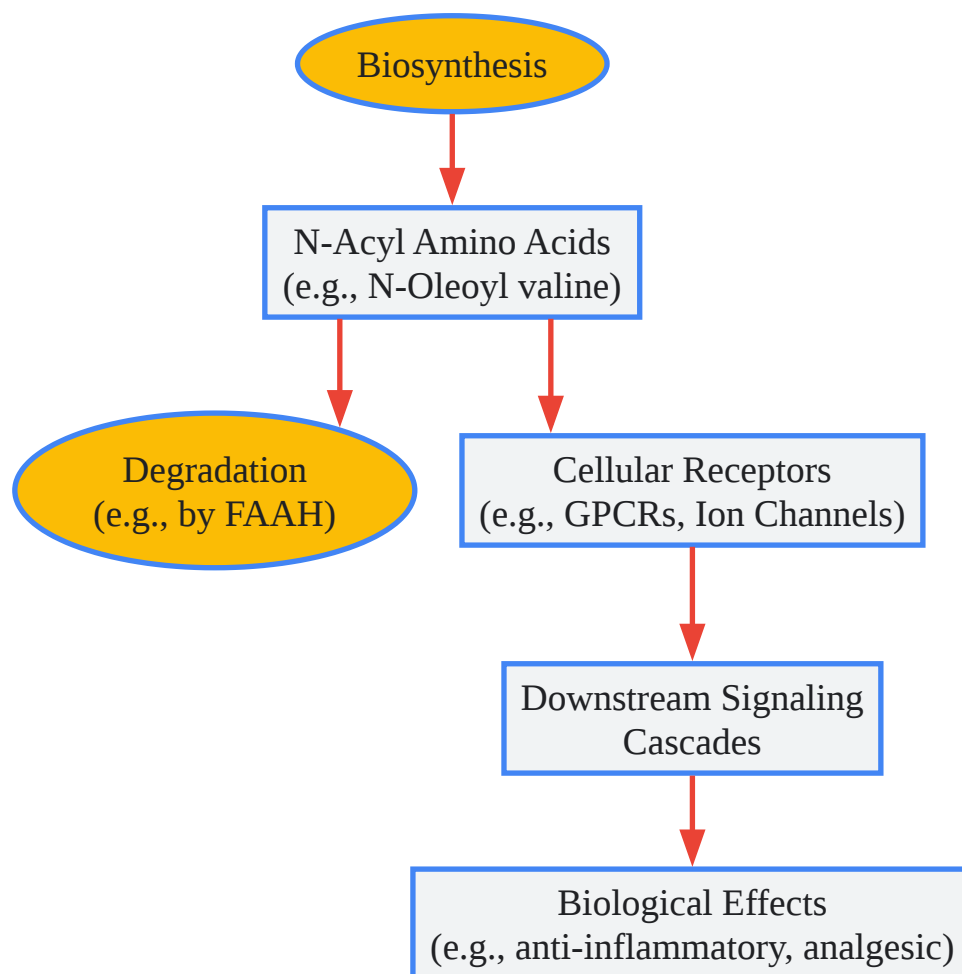 Biosynthesis
N-Acyl Amino Acids
(e.g., N-Oleoyl valine)
Degradation
(e.g., by FAAH)
Cellular Receptors
(e.g., GPCRs, Ion Channels)
Downstream Signaling
Cascades
Biological Effects
(e.g., anti-inflammatory, analgesic)